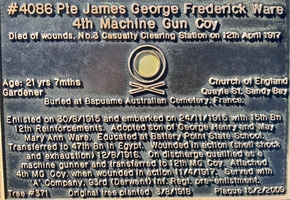 #4086 Pte James George Frederick Ware
4th Machine Gun Coy
Died of wounds, No.3 Casualty Clearing Station on 12th April 1917
Age: 21 yrs 7mths
Church of England
Gardener
Quayle St, Sandy Bay
Buried at Bapuame Australian Cemetery, France.
Enlisted on 30/8/1915 and embarked on 24/11/1915 with 15th Bn
12th Reinforcements. Adopted son of George Henry and May
Mary Ware. Educated at Battery Point State School.
Transferred to 47th Bn in Egypt. Wounded in action (shell shock
and exhaustion) 12/8/1916. On discharge qualified as a
machine gunner and transferred to 12th MG Coy. Attached
4th MG Coy, when wounded in action 11/4/1917. Served with
'A' Company, 93rd (Derwent) Inf. Regt. pre-enlistment.
Tree #371
Original tree planted 3/8/1918
Plaque 15/2/2009